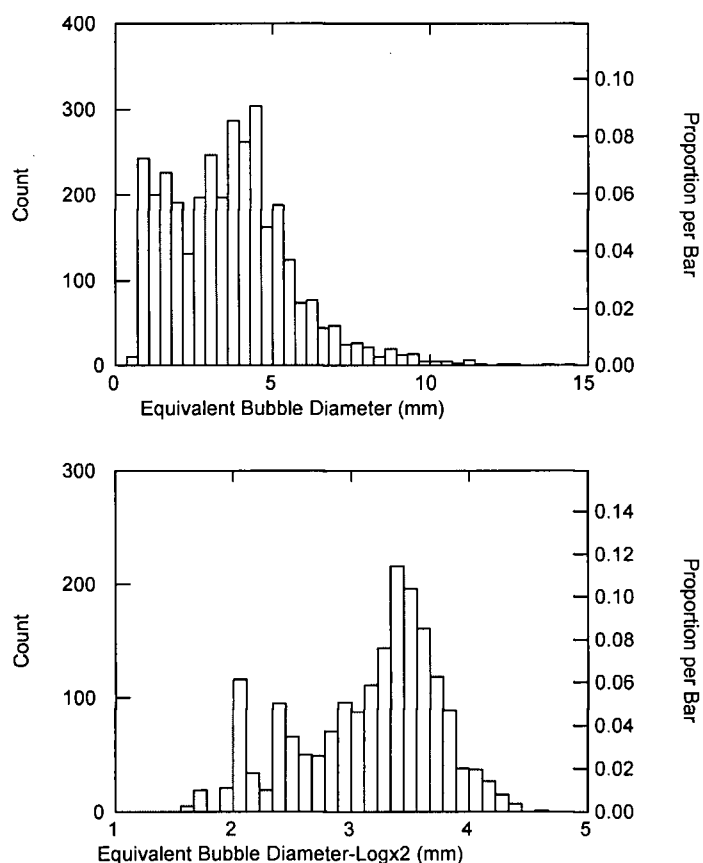 400
300
200
100
0
Count
0.10
0.08
0.06
0.04
0.02
0.00
Proportion per Bar
0 5 10 15
Equivalent Bubble Diameter (mm)
300
200
100
0
Count
0.14
0.12
0.10
0.08
0.06
0.04
0.02
0.00
Proportion per Bar
1 2 3 4 5
Equivalent Bubble Diameter-Logx2 (mm)